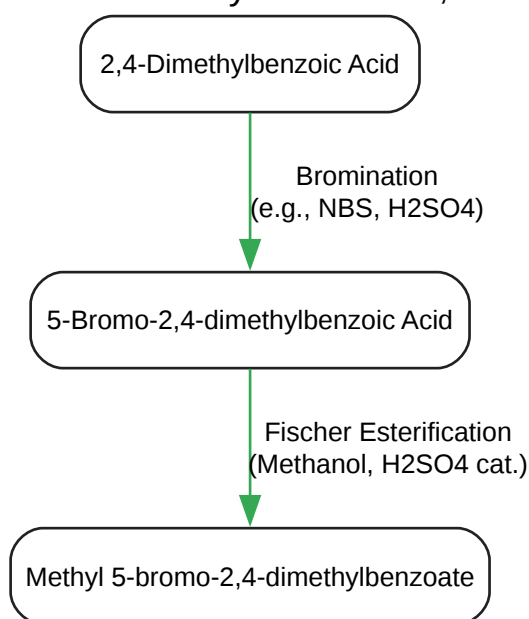 2,4-Dimethylbenzoic Acid
Bromination
(e.g., NBS, H2SO4)
5-Bromo-2,4-dimethylbenzoic Acid
Fischer Esterification
(Methanol, H2SO4 cat.)
Methyl 5-bromo-2,4-dimethylbenzoate